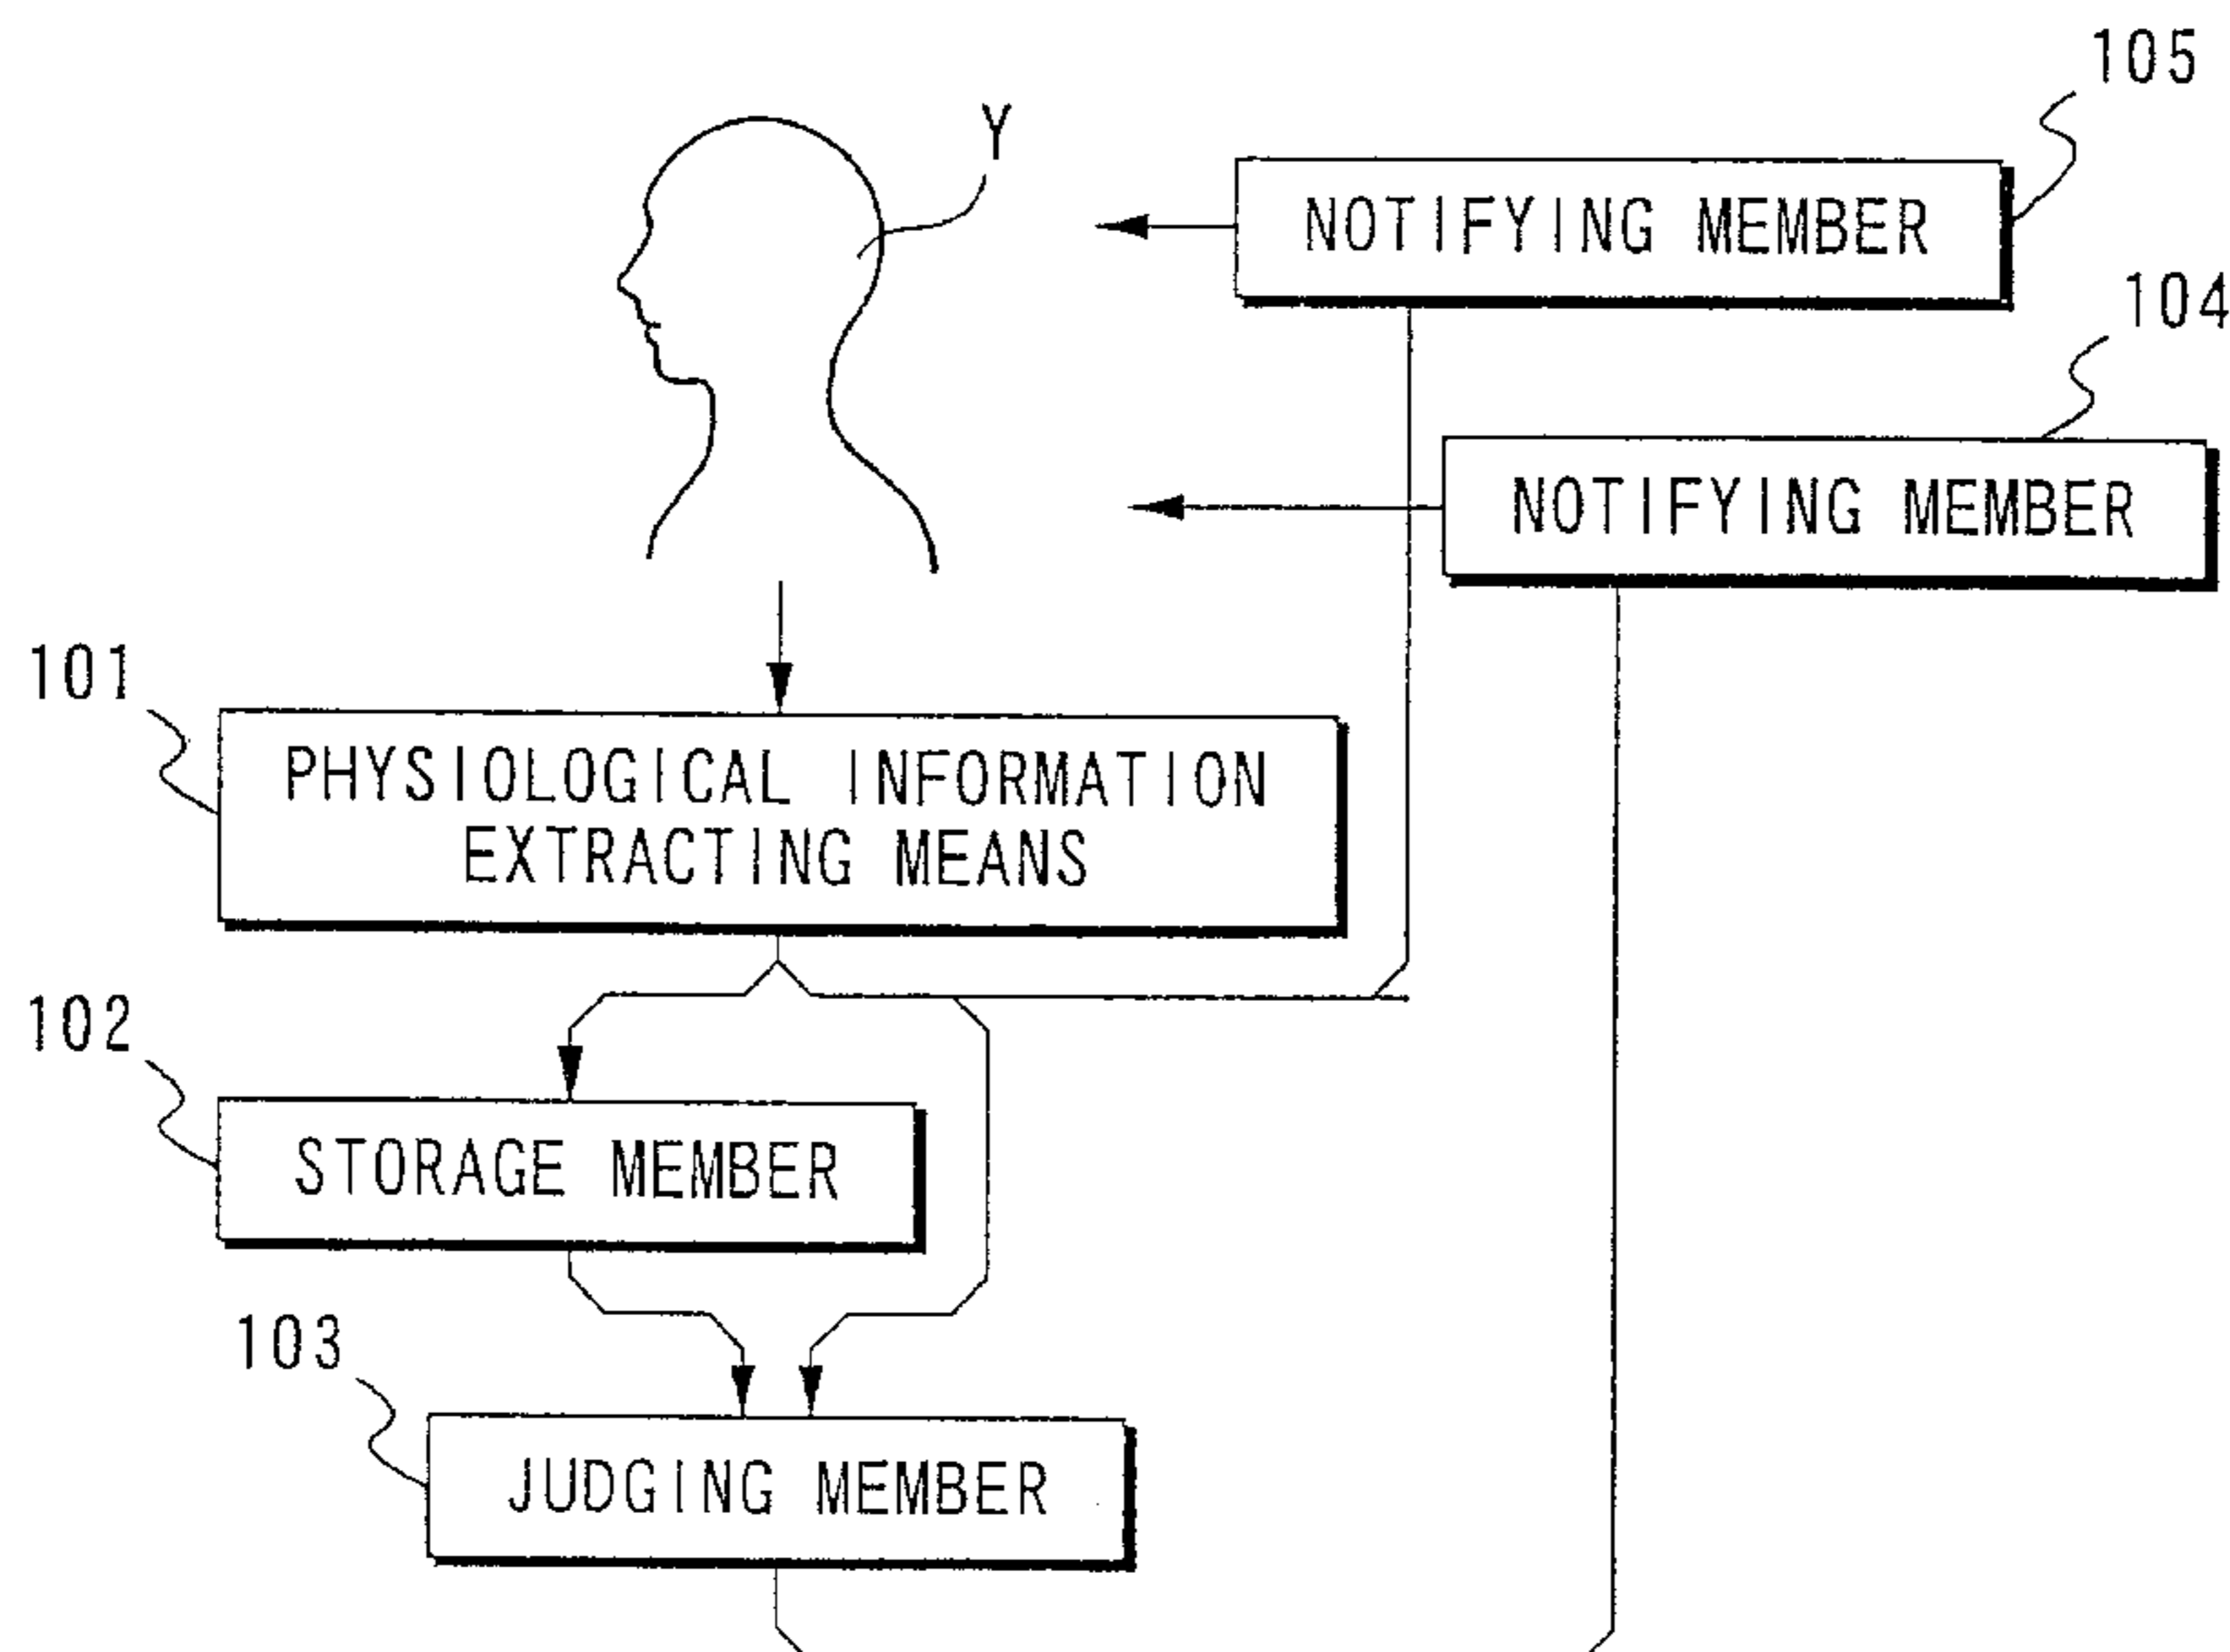 105
Y
NOTIFYING MEMBER
104
NOTIFYING MEMBER
101
PHYSIOLOGICAL INFORMATION
EXTRACTING MEANS
102
STORAGE MEMBER
103
JUDGING MEMBER